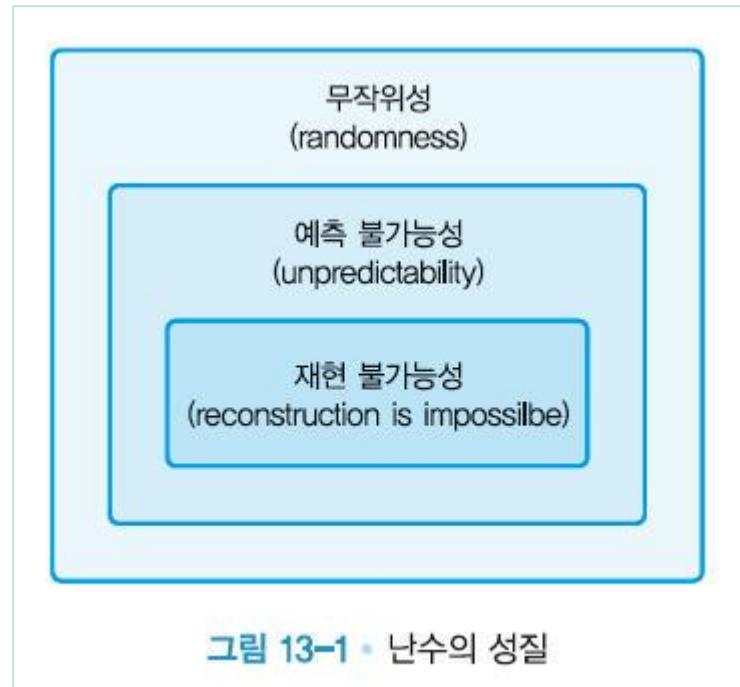 무작위성
(randomness)
예측 불가능성
(unpredictability)
재현 불가능성
(reconstruction is impossilbe)
그림 13-1 • 난수의 성질